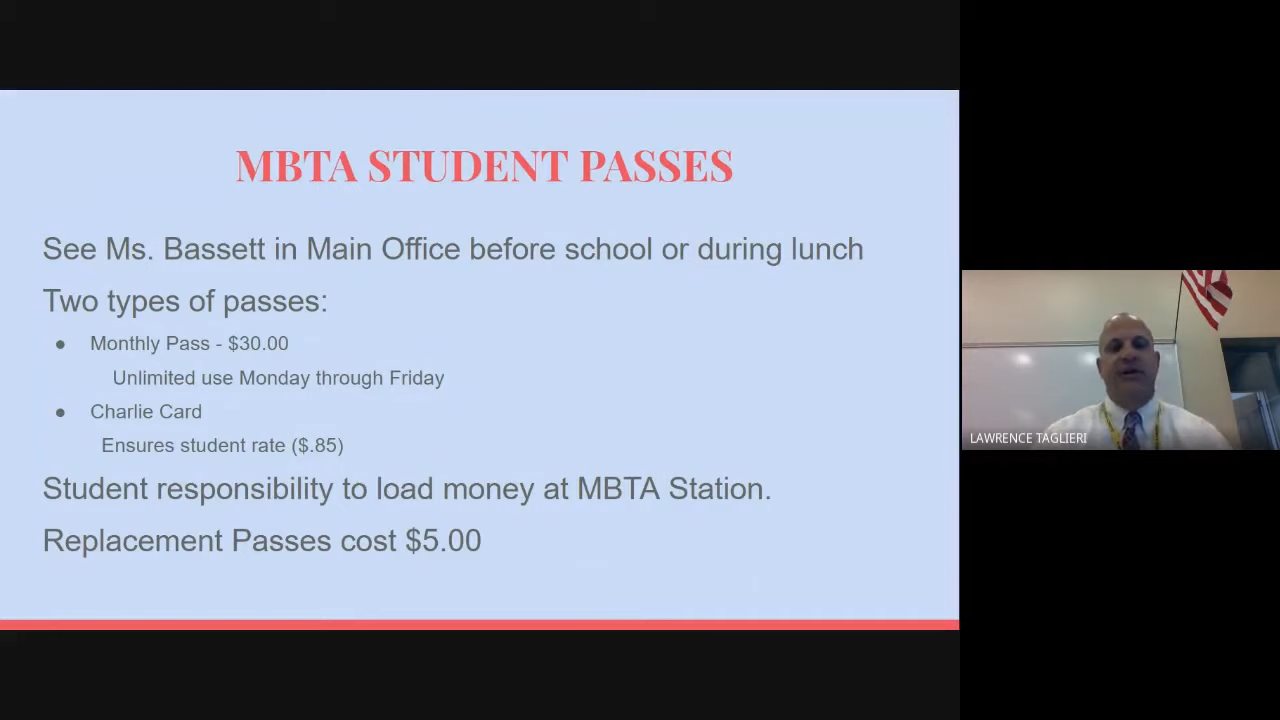 MBTA STUDENT PASSES
See Ms. Bassett in Main Office before school or during lunch
Two types of passes:
● Monthly Pass - $30.00
Unlimited use Monday through Friday
● Charlie Card
Ensures student rate ($.85)
Student responsibility to load money at MBTA Station.
Replacement Passes cost $5.00
LAWRENCE TAGLIERI